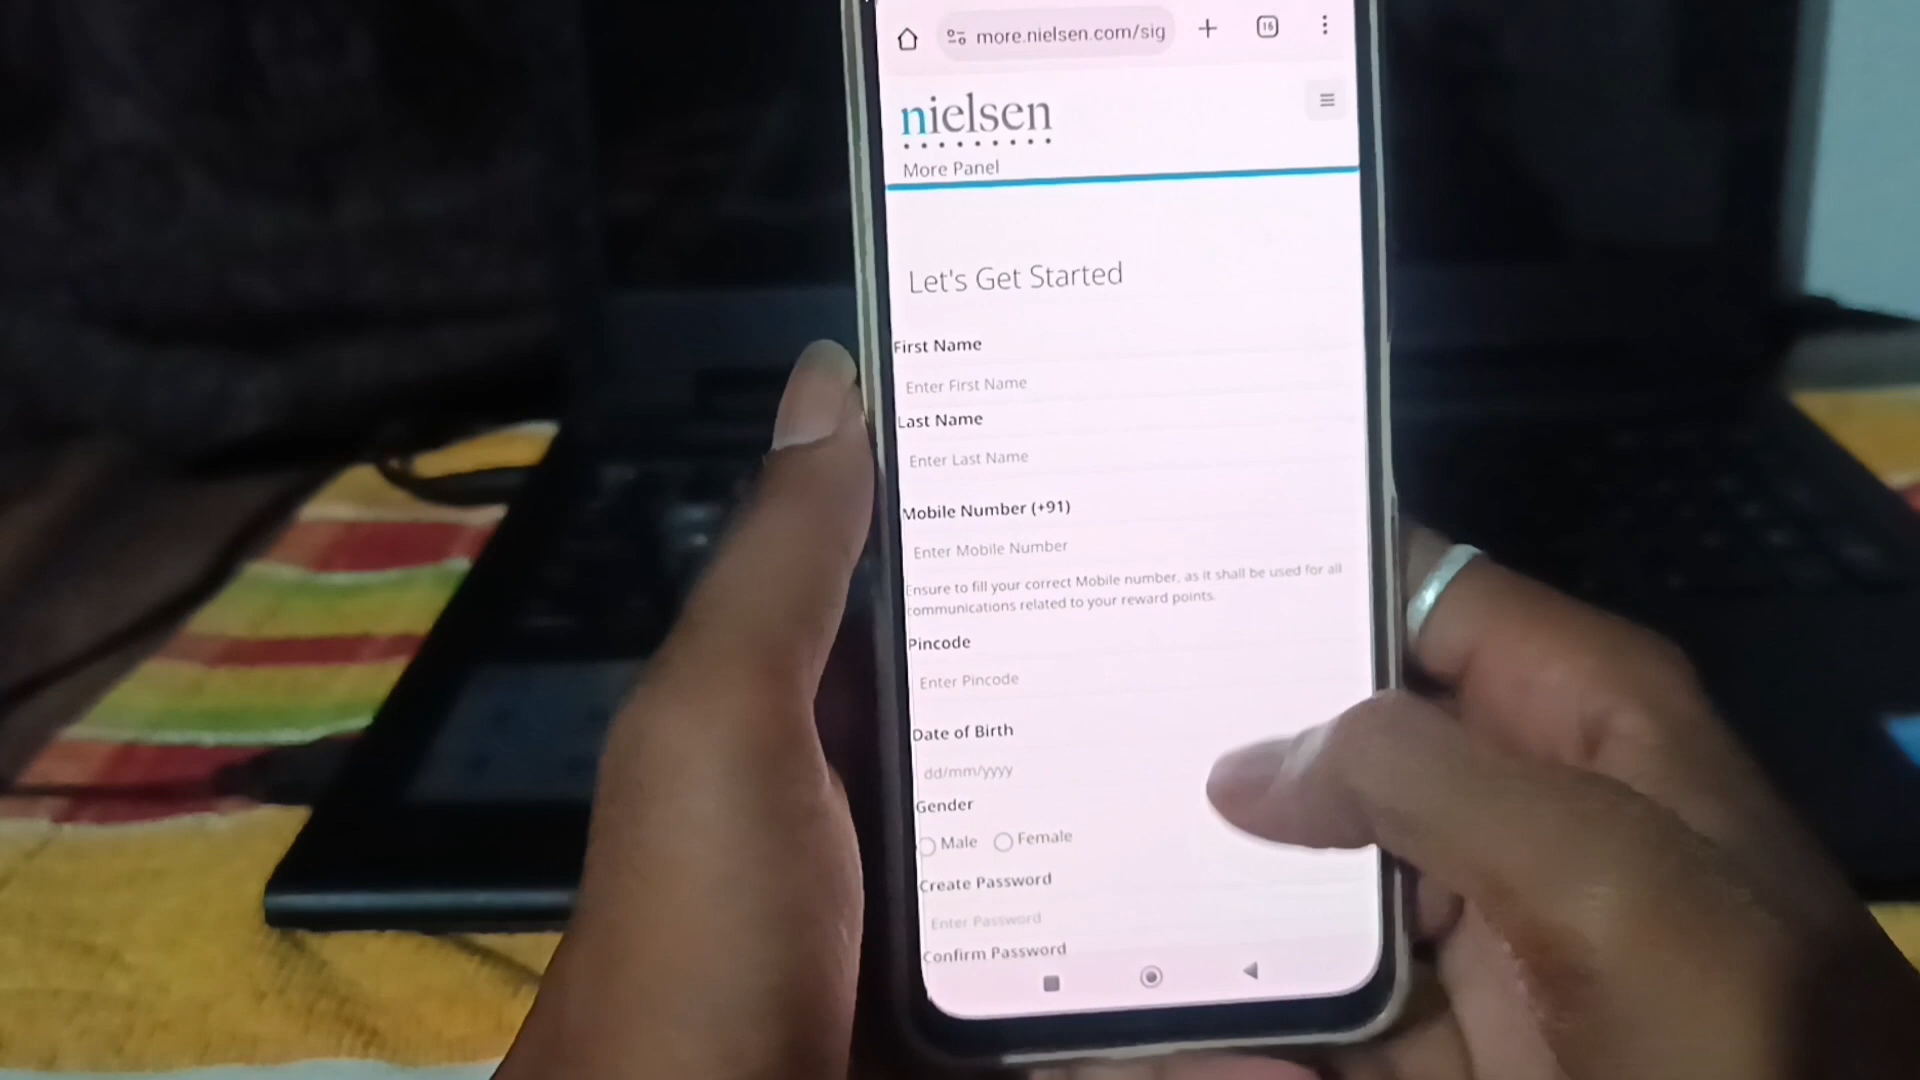 more.nielsen.com/sig
16
nielsen
More Panel
Let's Get Started
First Name
Enter First Name
Last Name
Enter Last Name
Mobile Number (+91)
Enter Mobile Number
Ensure to fill your correct Mobile number, as it shall be used for all
communications related to your reward points.
Pincode
Enter Pincode
Date of Birth
dd/mm/yyyy
Gender
Male Female
Create Password
Enter Password
Confirm Password